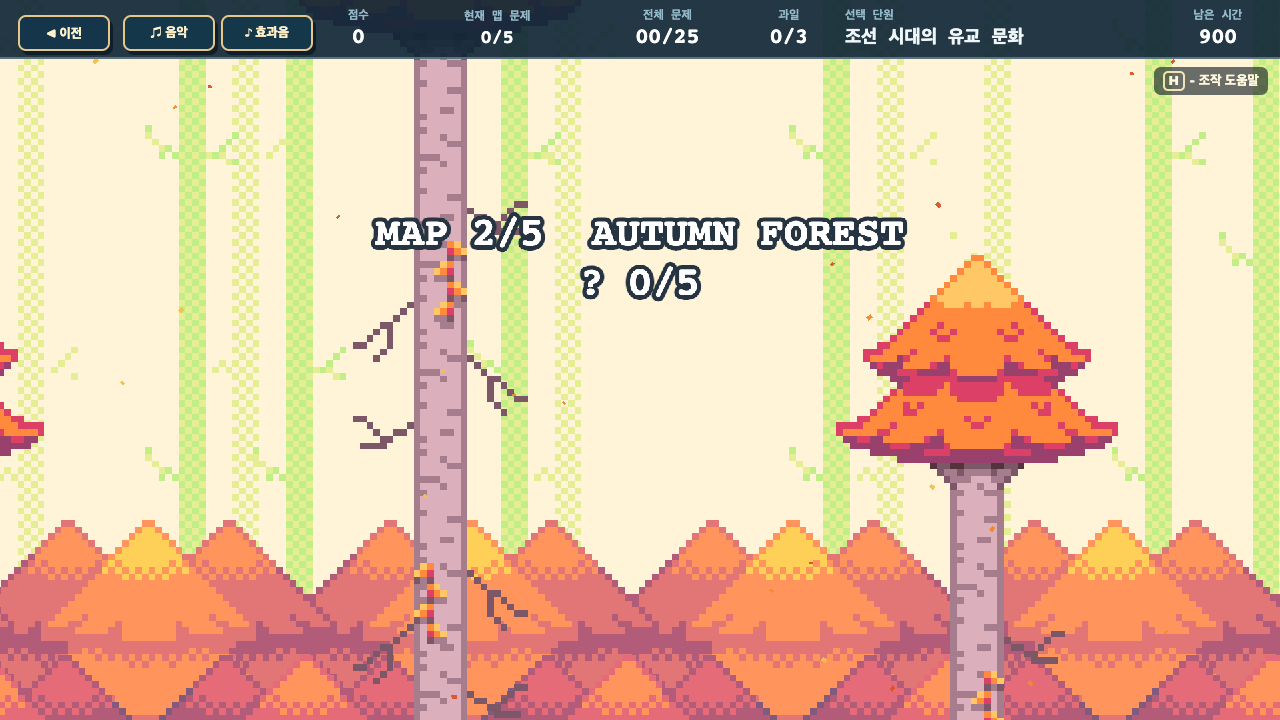 ◀ 이전
♫ 음악
♪ 효과음
점수
0
현재 맵 문제
0/5
전체 문제
00/25
과일
0/3
선택 단원
조선 시대의 유교 문화
남은 시간
900
H - 조작 도움말
MAP 2/5 AUTUMN FOREST
? 0/5